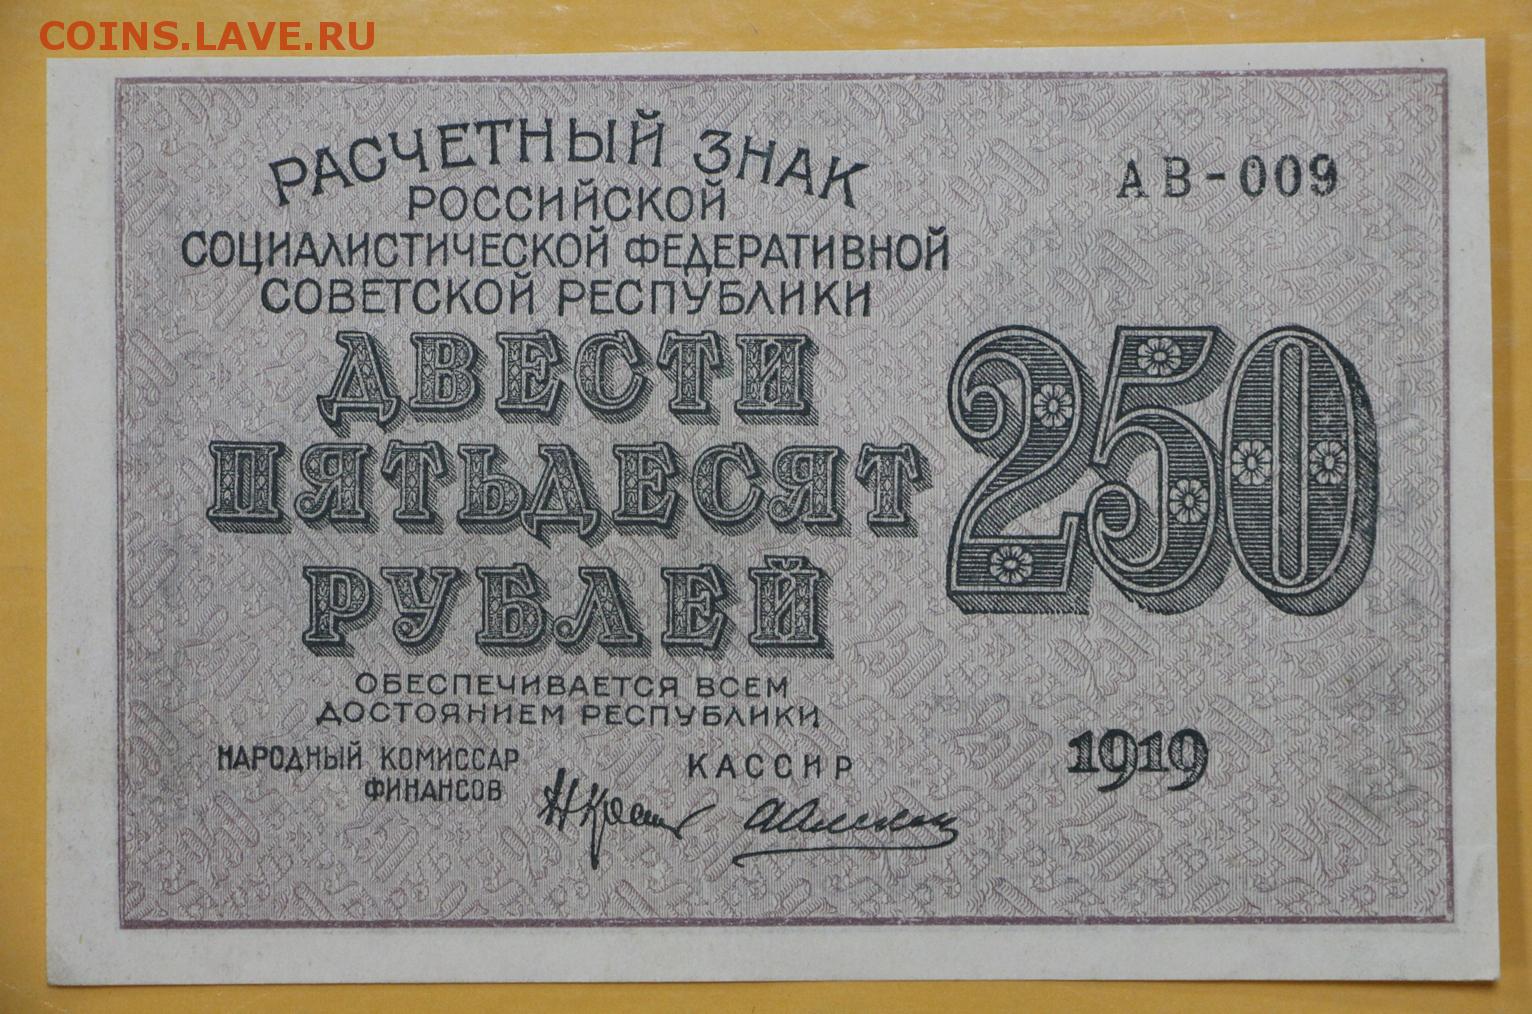 COINS.LAVE.RU
РАСЧЕТНЫЙ ЗНАК
РОССИЙСКОЙ
СОЦИАЛИСТИЧЕСКОЙ ФЕДЕРАТИВНОЙ
СОВЕТСКОЙ РЕСПУБЛИКИ
АВ-009
ДВЕСТИ
ПЯТЬДЕСЯТ
РУБЛЕЙ
250
ОБЕСПЕЧИВАЕТСЯ ВСЕМ
ДОСТОЯНИЕМ РЕСПУБЛИКИ
НАРОДНЫЙ КОМИССАР
ФИНАНСОВ
КАССИР
1919